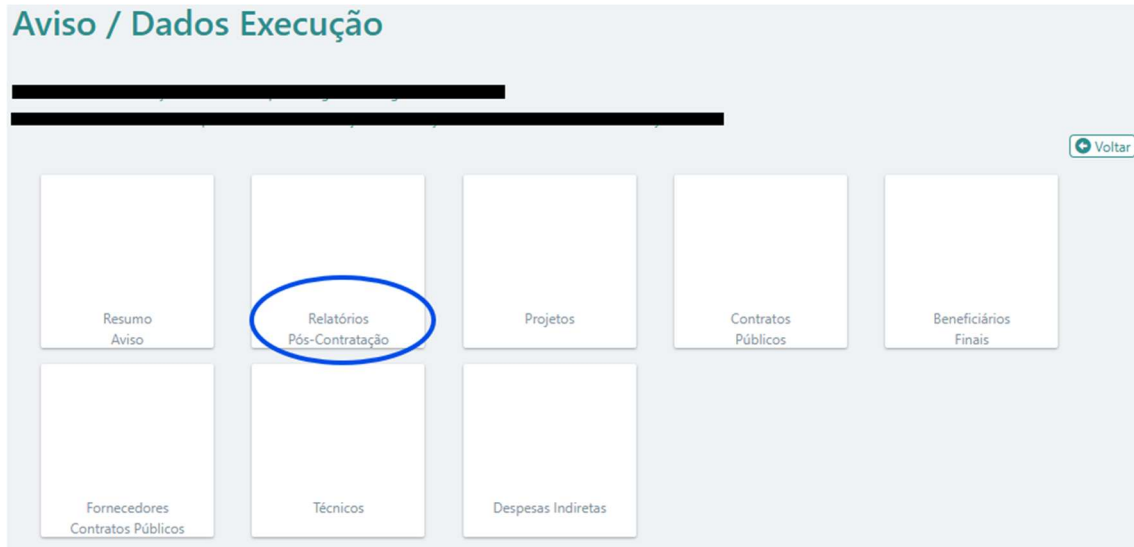 Aviso / Dados Execução
Voltar
Resumo
Aviso
Relatórios
Pós-Contratação
Projetos
Contratos
Públicos
Beneficiários
Finais
Fornecedores
Contratos Públicos
Técnicos
Despesas Indiretas